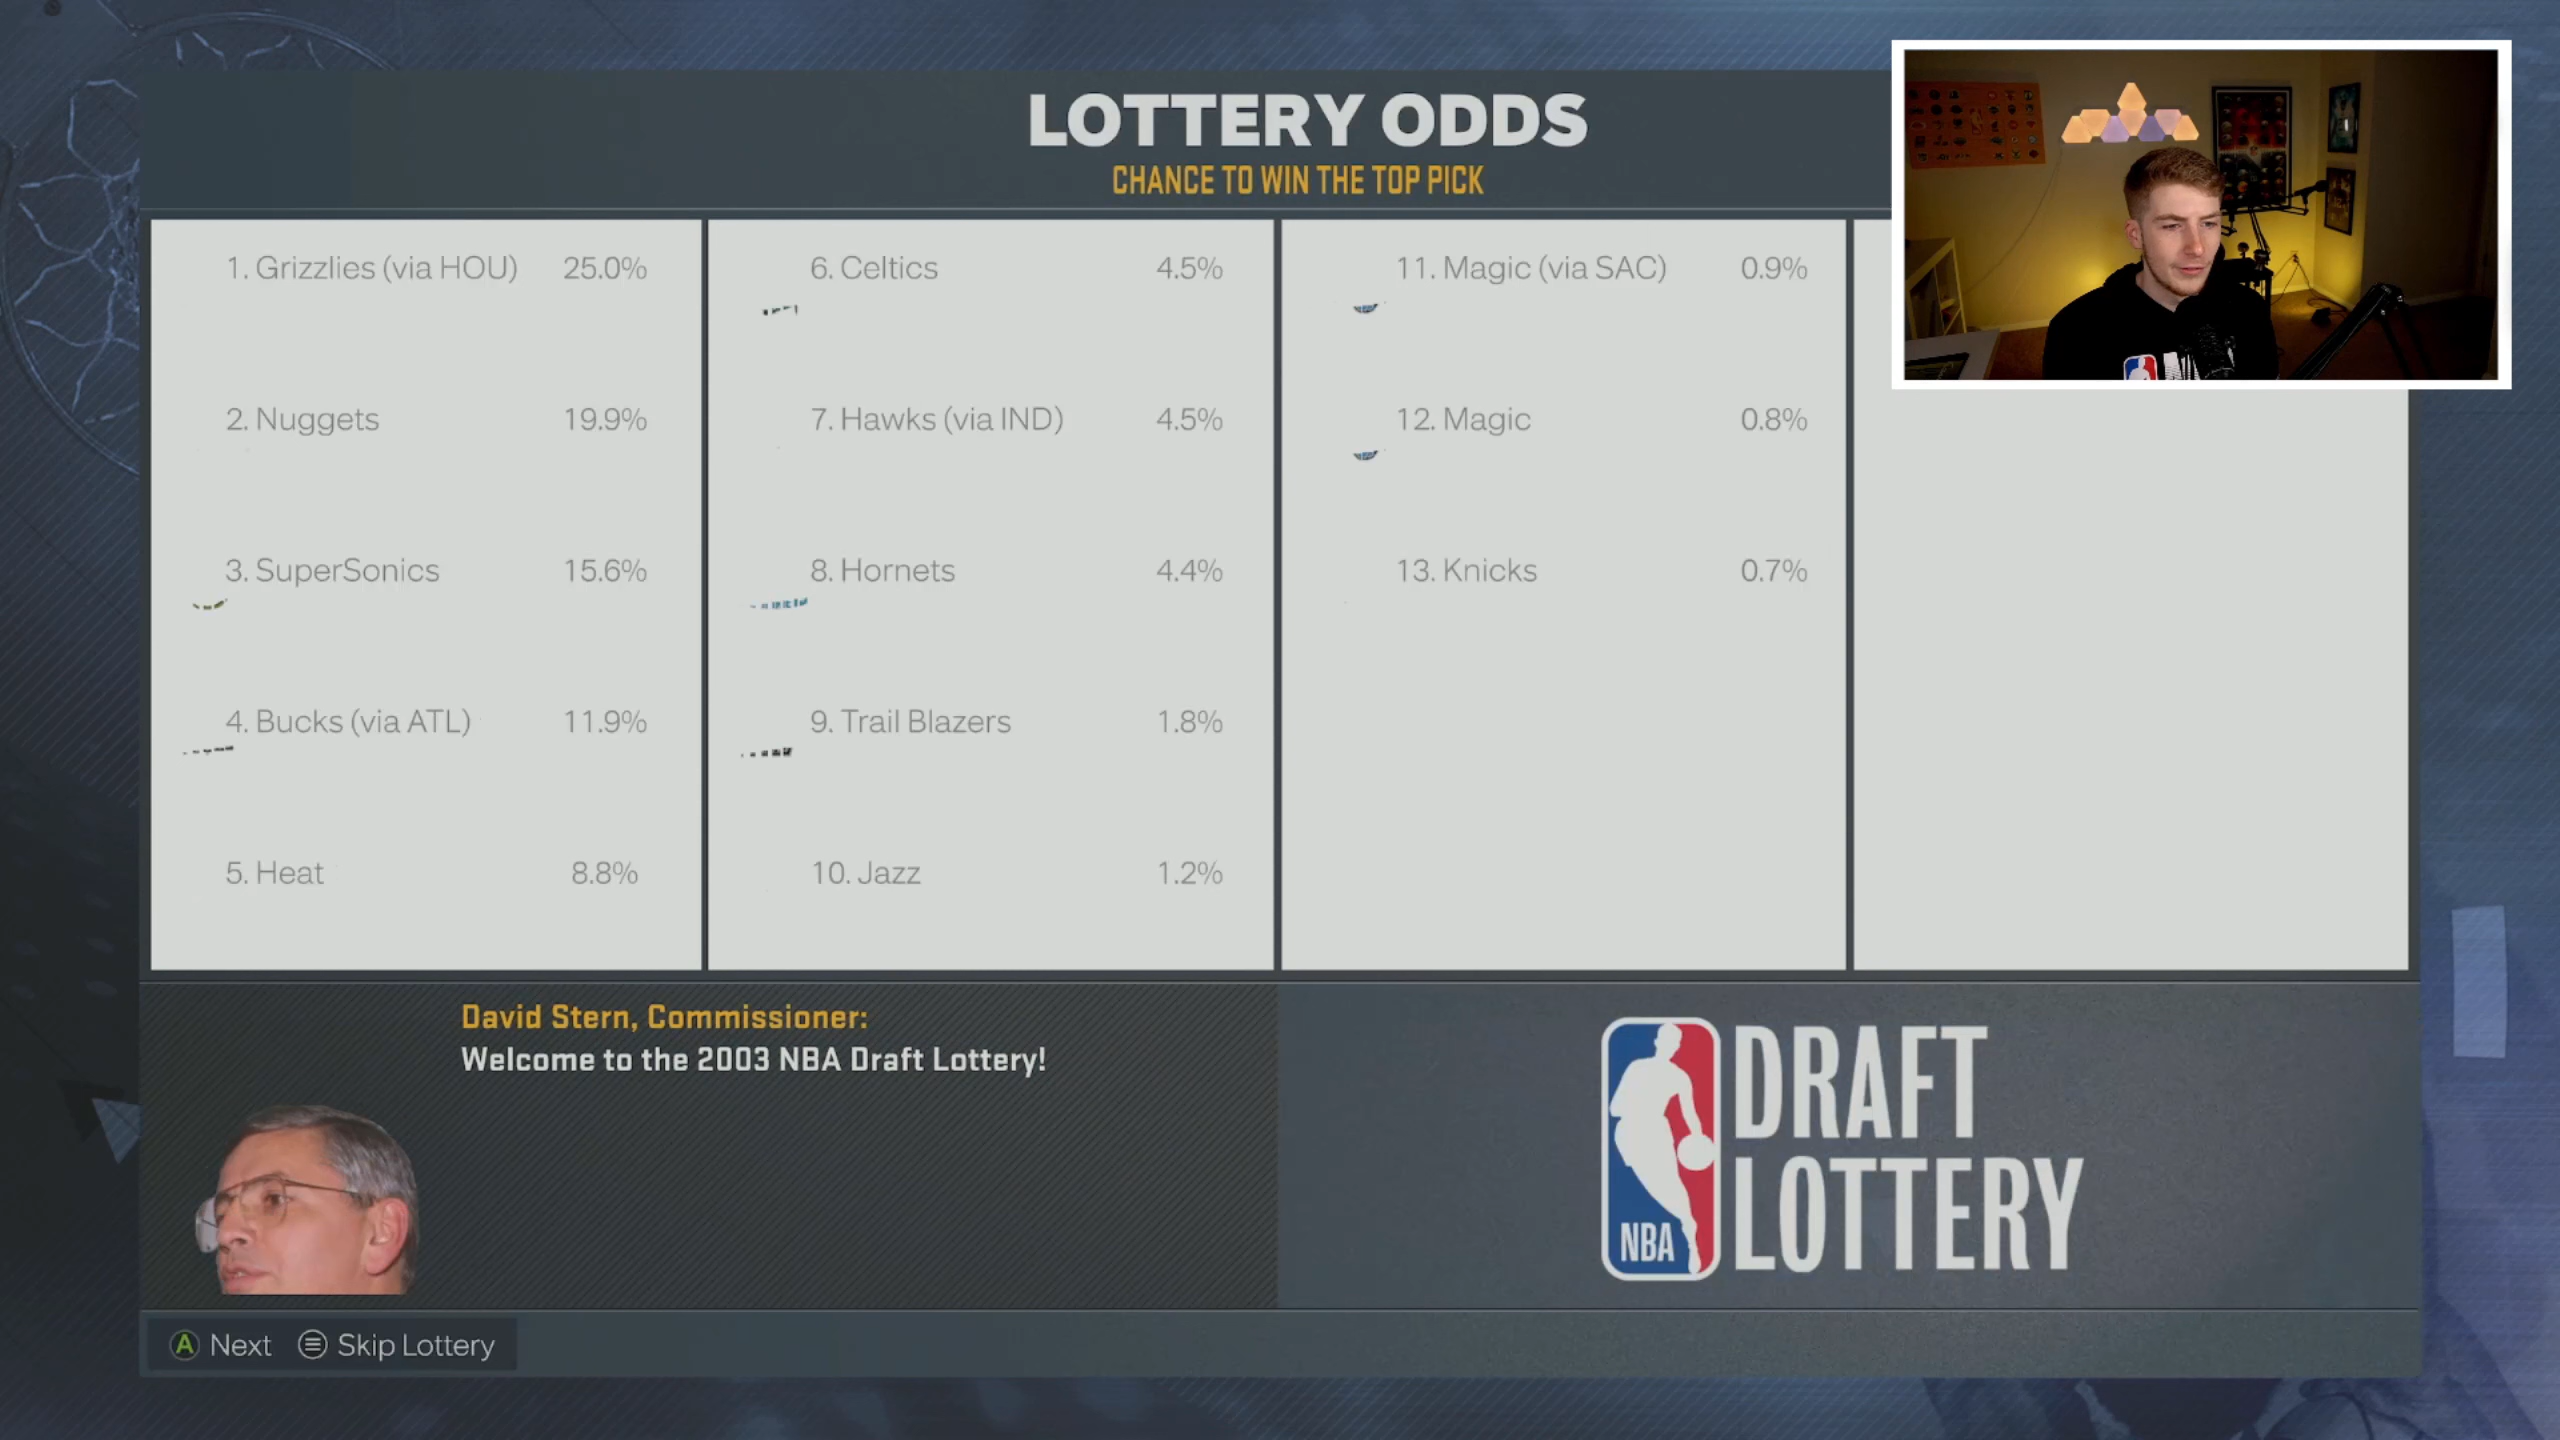 LOTTERY ODDS
CHANCE TO WIN THE TOP PICK
1. Grizzlies (via HOU) 25.0%
2. Nuggets 19.9%
3. SuperSonics 15.6%
4. Bucks (via ATL) 11.9%
5. Heat 8.8%
6. Celtics 4.5%
7. Hawks (via IND) 4.5%
8. Hornets 4.4%
9. Trail Blazers 1.8%
10. Jazz 1.2%
11. Magic (via SAC) 0.9%
12. Magic 0.8%
13. Knicks 0.7%
David Stern, Commissioner:
Welcome to the 2003 NBA Draft Lottery!
NBA
DRAFT
LOTTERY
A Next Skip Lottery